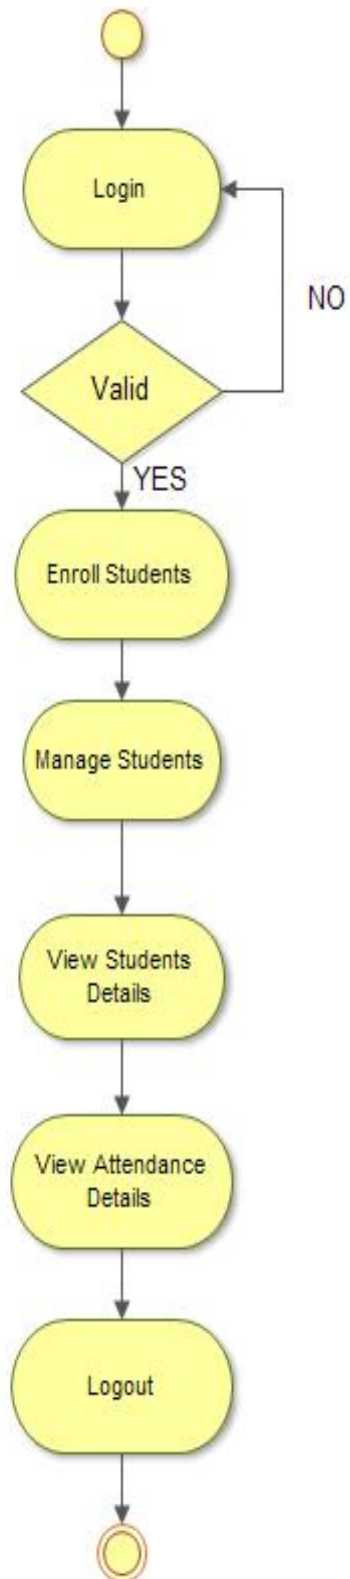 Login
NO
Valid
YES
Enroll Students
Manage Students
View Students
Details
View Attendance
Details
Logout